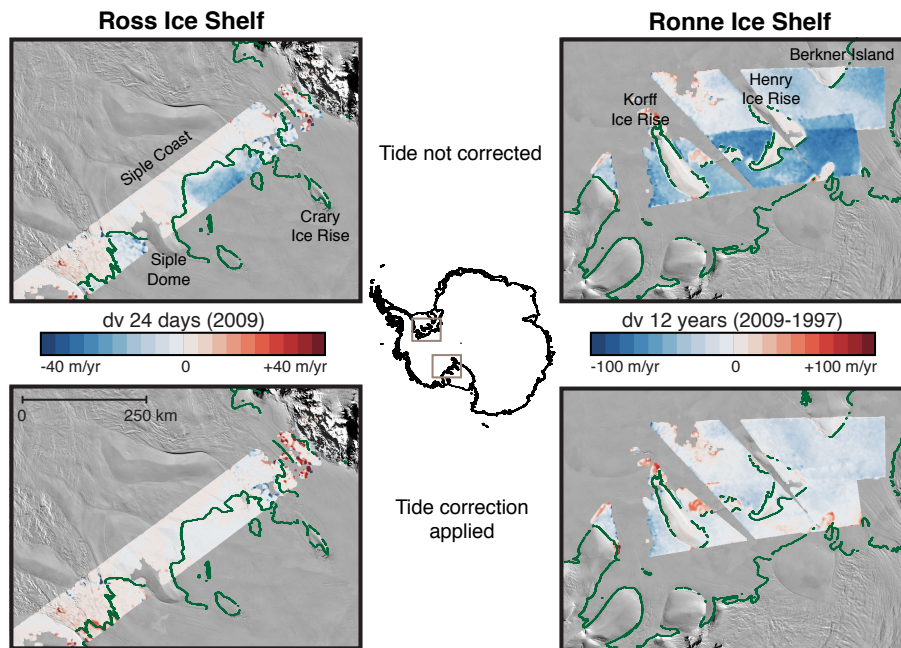 Ross Ice Shelf
Ronne Ice Shelf
Siple Coast
Crary
Ice Rise
Siple
Dome
Tide not corrected
Berkner Island
Henry
Ice Rise
Korff
Ice Rise
dv 24 days (2009)
-40 m/yr 0 +40 m/yr
dv 12 years (2009-1997)
-100 m/yr 0 +100 m/yr
0 250 km
Tide correction
applied